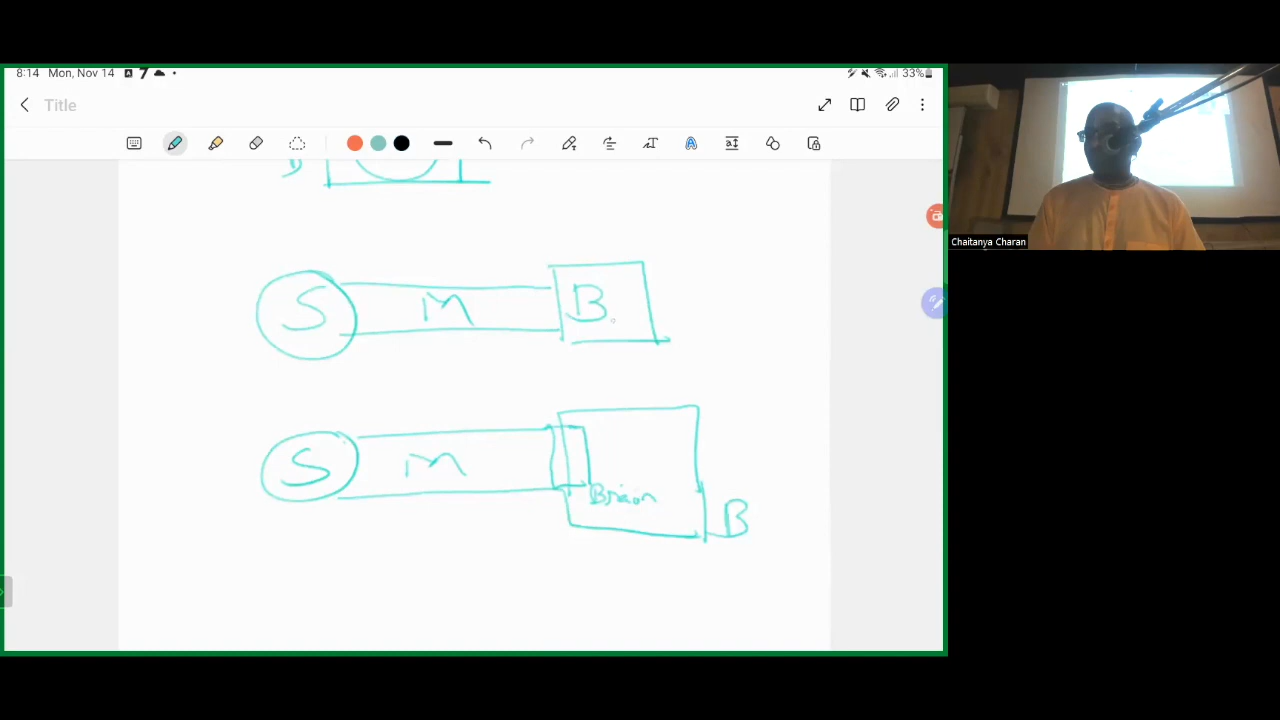 8:14 Mon, Nov 14 33%
Title
S M B
S M
Brain
B
Chaitanya Charan